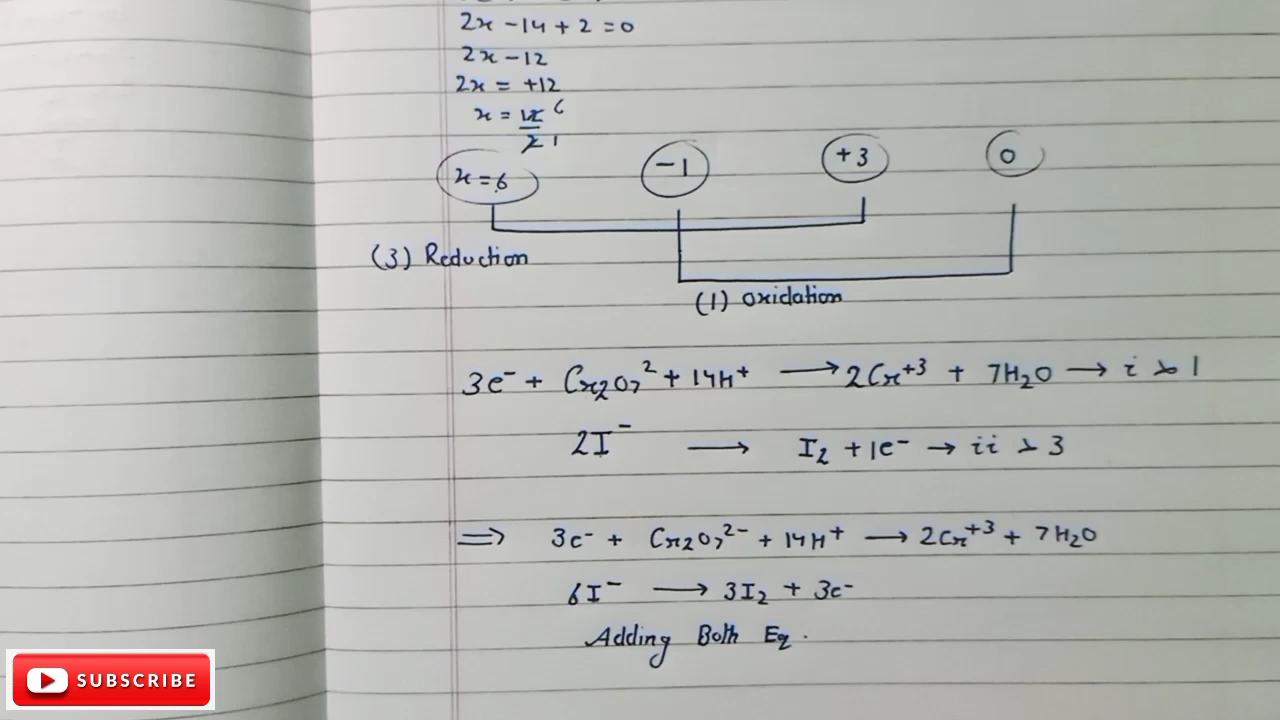 2x - 14 + 2 = 0
2x - 12
2x = +12
x = 12 6
2 1
x = 6 -1 +3 0
(3) Reduction
(1) oxidation
3e⁻ + Cr₂O₇² + 14H⁺ ⟶ 2Cr⁺³ + 7H₂O → i × 1
2I⁻ ⟶ I₂ + 1e⁻ → ii × 3
⇒ 3e⁻ + Cr₂O₇²⁻ + 14H⁺ ⟶ 2Cr⁺³ + 7H₂O
6I⁻ ⟶ 3I₂ + 3e⁻
Adding Both Eq.
SUBSCRIBE